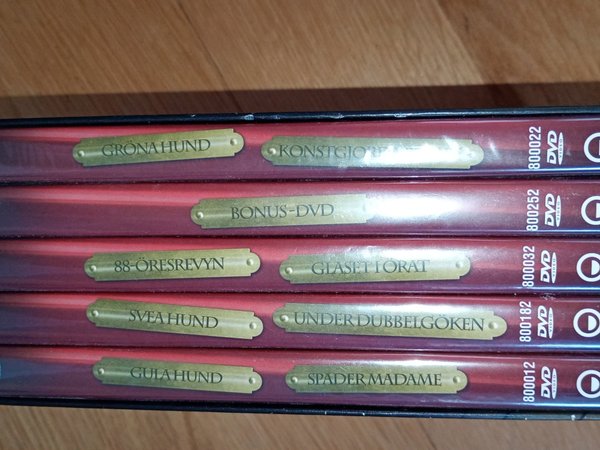 GRÖNA HUND
800022
DVD
BONUS-DVD
800252
DVD
88-ÖRESREVYN
GLASET I ÖRAT
800032
DVD
SVEA HUND
UNDER DUBBELGÖKEN
800182
DVD
GULA HUND
SPADER MADAME
800012
DVD